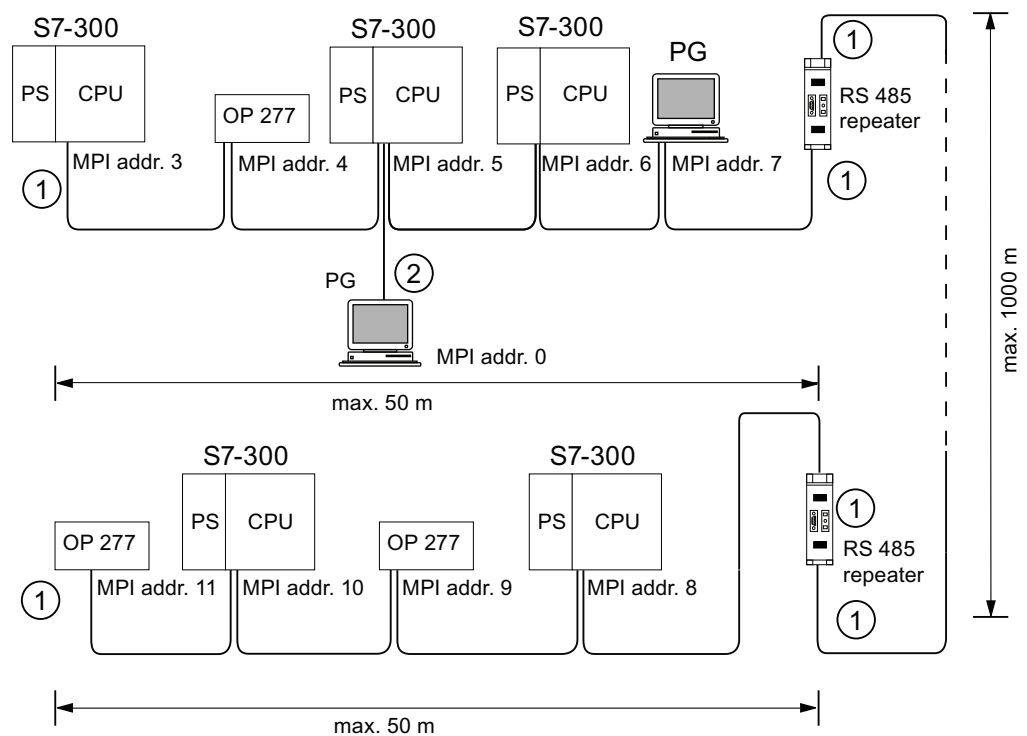 S7-300
S7-300
S7-300
PG
1
PS
CPU
OP 277
PS
CPU
PS
CPU
RS 485
repeater
1
MPI addr. 3
MPI addr. 4
MPI addr. 5
MPI addr. 6
MPI addr. 7
1
PG
2
MPI addr. 0
max. 50 m
max. 1000 m
S7-300
S7-300
OP 277
PS
CPU
OP 277
PS
CPU
1
RS 485
repeater
1
MPI addr. 11
MPI addr. 10
MPI addr. 9
MPI addr. 8
1
max. 50 m